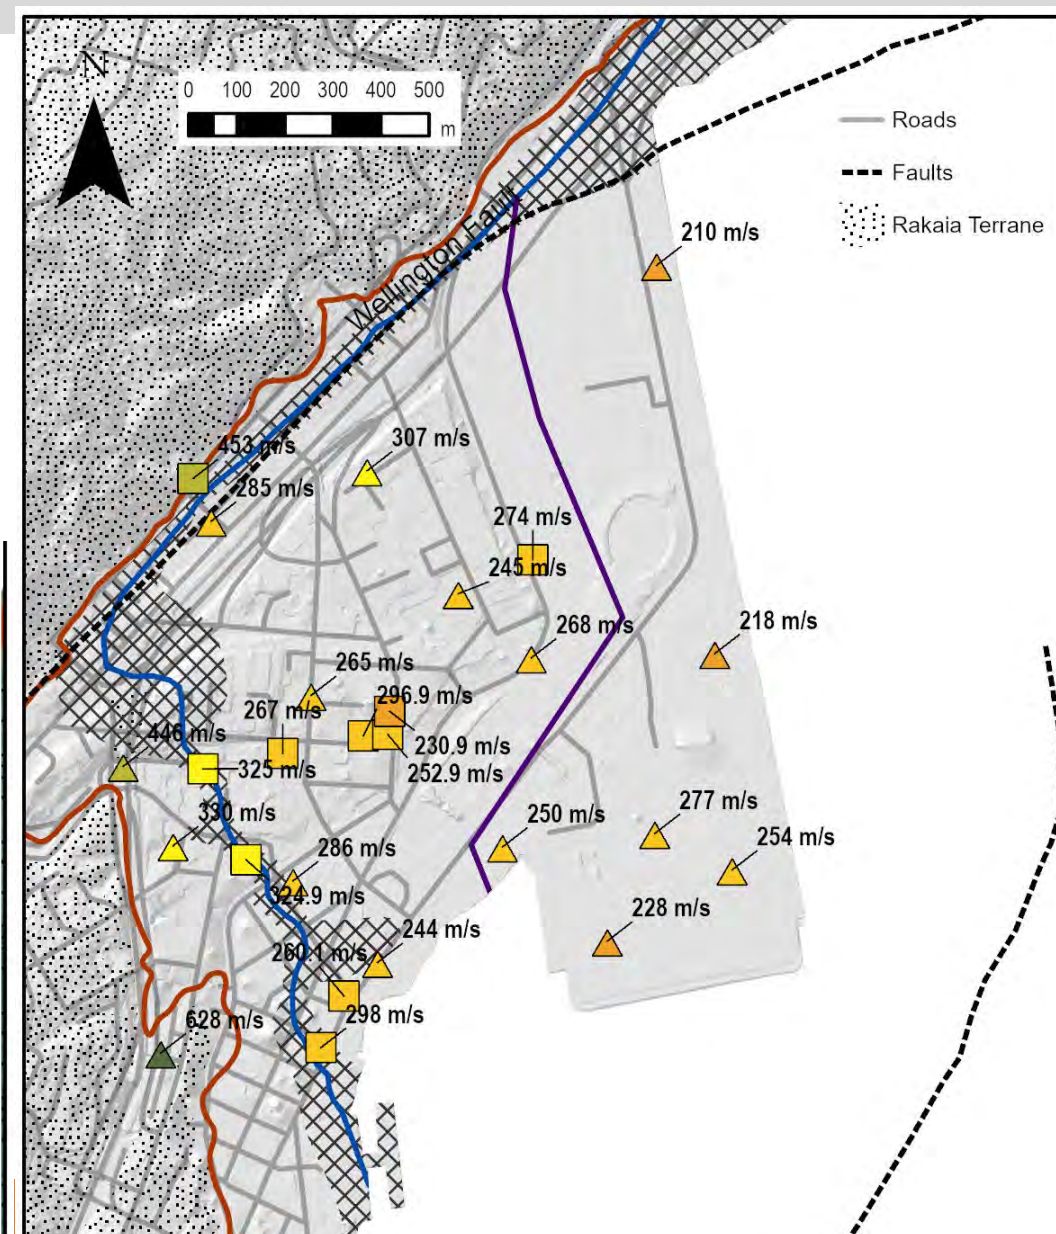 N
0 100 200 300 400 500
m
Roads
Faults
Rakaia Terrane
Wellington Fault
210 m/s
307 m/s
453 m/s
285 m/s
274 m/s
245 m/s
268 m/s
218 m/s
265 m/s
296.9 m/s
267 m/s
230.9 m/s
446 m/s
325 m/s
252.9 m/s
330 m/s
250 m/s
277 m/s
254 m/s
286 m/s
324.9 m/s
228 m/s
244 m/s
260.1 m/s
298 m/s
628 m/s